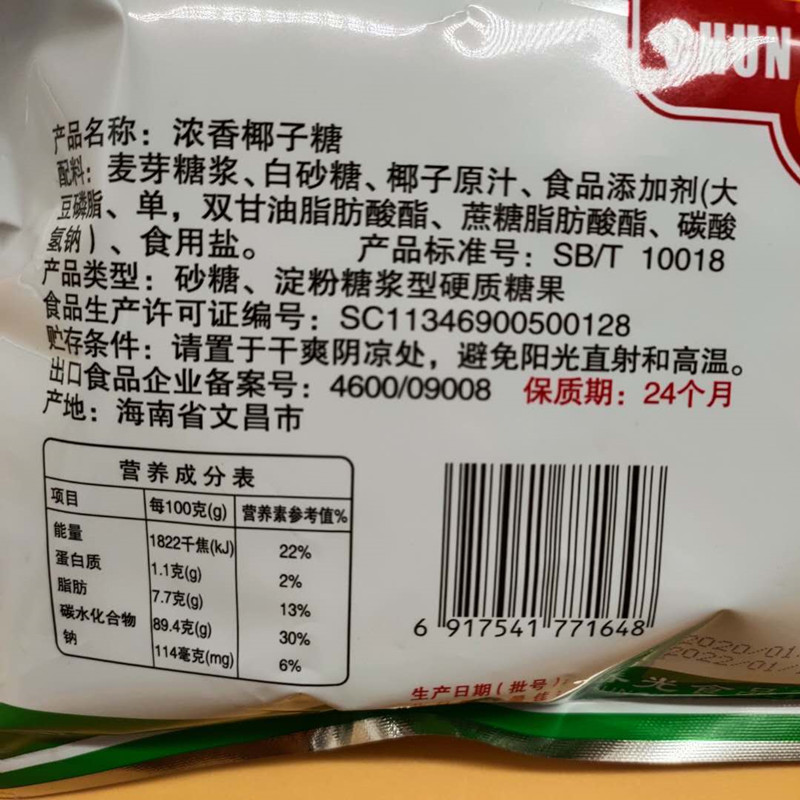 HUN
产品名称：浓香椰子糖
配料：麦芽糖浆、白砂糖、椰子原汁、食品添加剂(大
豆磷脂、单，双甘油脂肪酸酯、蔗糖脂肪酸酯、碳酸
氢钠)、食用盐。 产品标准号：SB/T 10018
产品类型：砂糖、淀粉糖浆型硬质糖果
食品生产许可证编号：SC11346900500128
贮存条件：请置于干爽阴凉处，避免阳光直射和高温。
出口食品企业备案号：4600/09008 保质期：24个月
产地：海南省文昌市
营养成分表
项目 每100克(g) 营养素参考值%
能量 1822千焦(kJ) 22%
蛋白质 1.1克(g) 2%
脂肪 7.7克(g) 13%
碳水化合物 89.4克(g) 30%
钠 114毫克(mg) 6%
6 917541 771648
2020/01
2022/01/
生产日期(批号)
光食品